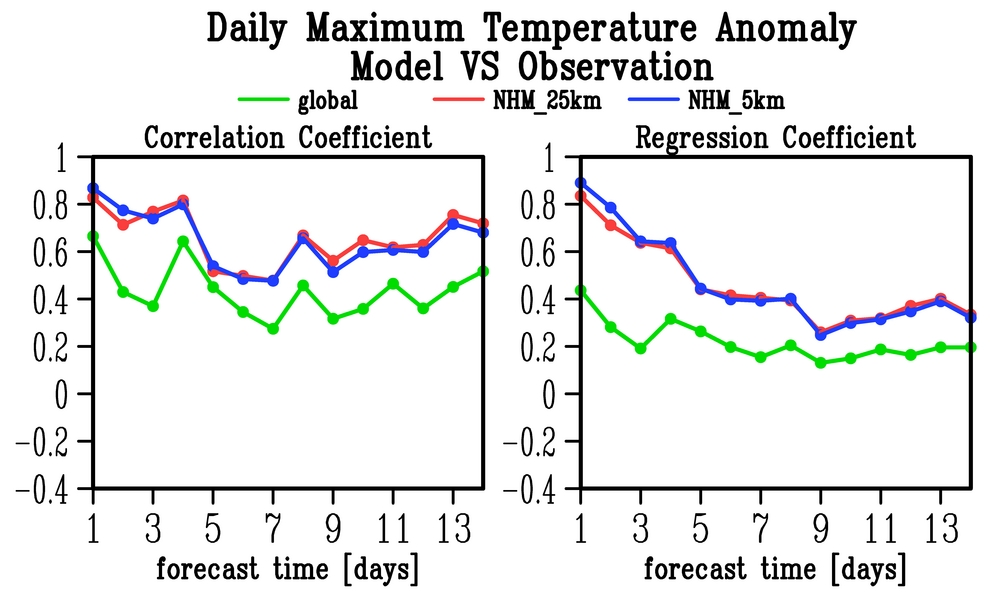 Daily Maximum Temperature Anomaly
Model VS Observation
global NHM_25km NHM_5km
Correlation Coefficient
1
0.8
0.6
0.4
0.2
0
−0.2
−0.4
1 3 5 7 9 11 13
forecast time [days]
Regression Coefficient
1
0.8
0.6
0.4
0.2
0
−0.2
−0.4
1 3 5 7 9 11 13
forecast time [days]